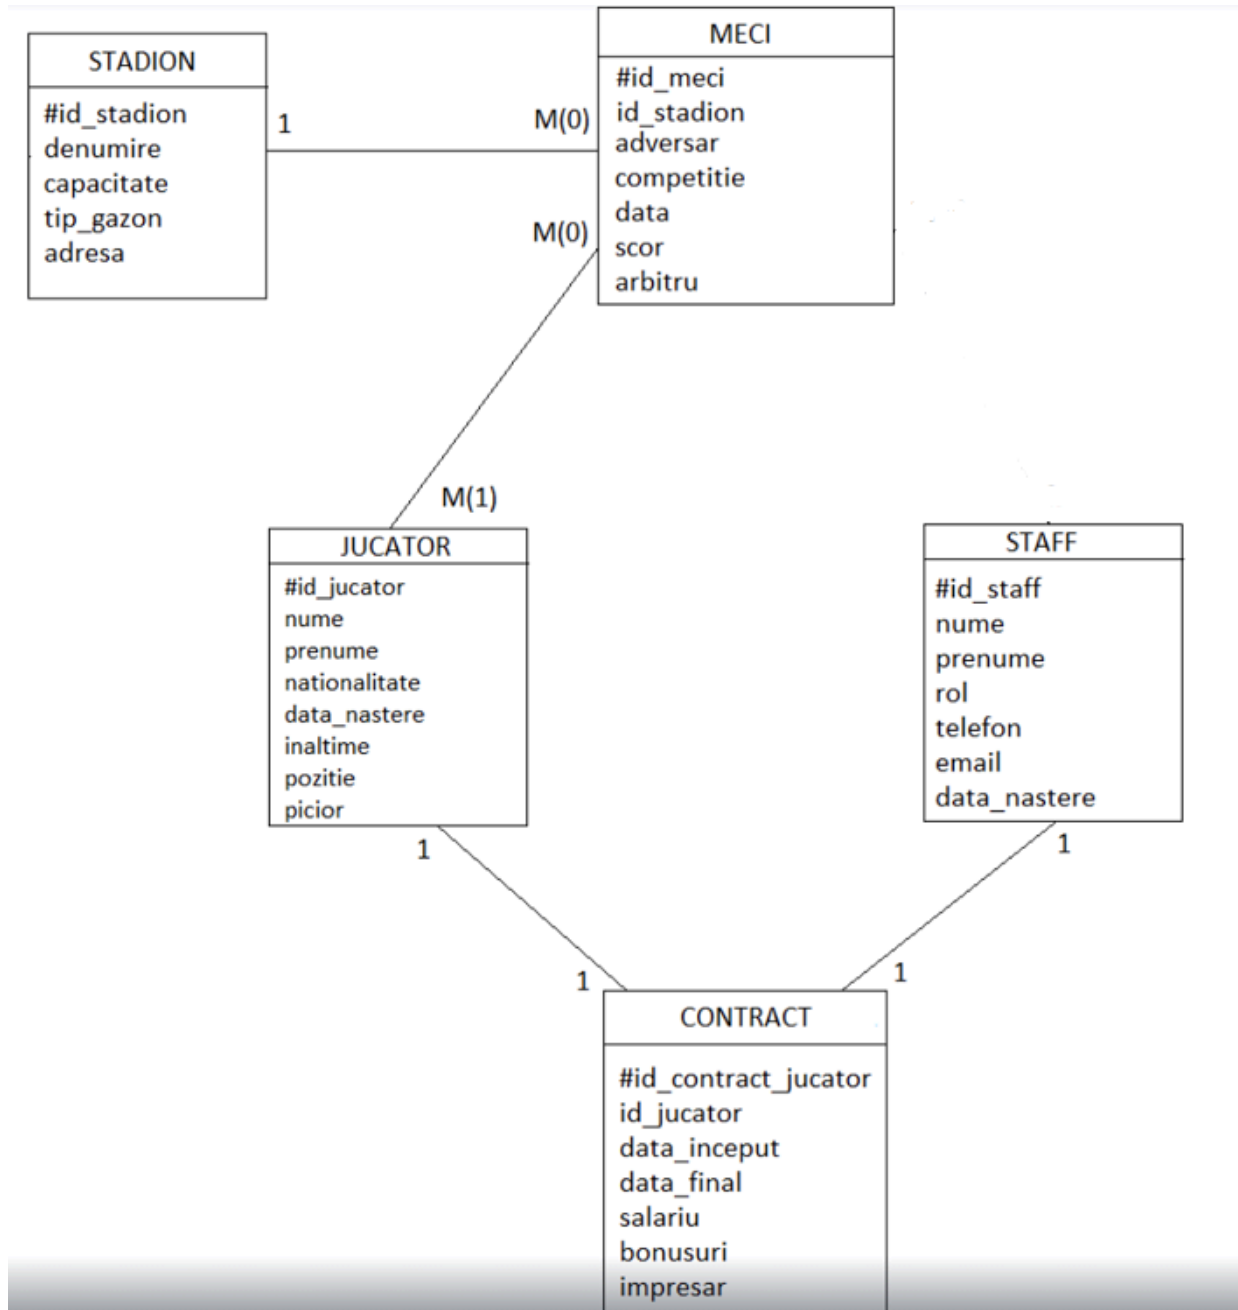 STADION
#id_stadion
denumire
capacitate
tip_gazon
adresa
1
M(0)
MECI
#id_meci
id_stadion
adversar
competitie
data
scor
arbitru
M(0)
M(1)
JUCATOR
#id_jucator
nume
prenume
nationalitate
data_nastere
inaltime
pozitie
picior
1
STAFF
#id_staff
nume
prenume
rol
telefon
email
data_nastere
1
1
1
CONTRACT
#id_contract_jucator
id_jucator
data_inceput
data_final
salariu
bonusuri
impresar